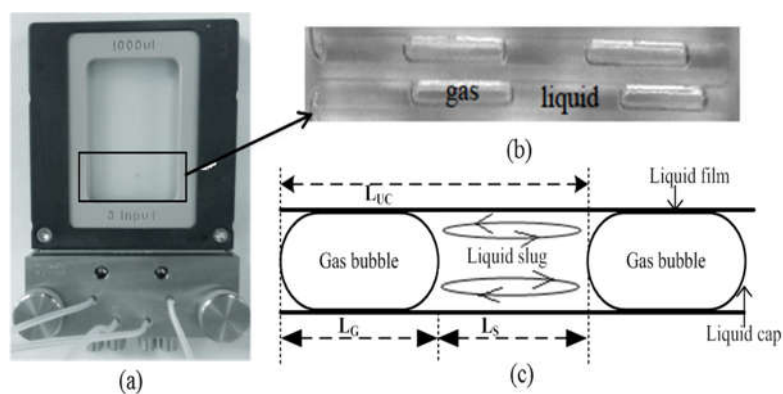 1000ul
3 Input
(a)
gas
liquid
(b)
L_UC
Liquid film
Gas bubble
Liquid slug
Gas bubble
L_G
L_S
Liquid cap
(c)